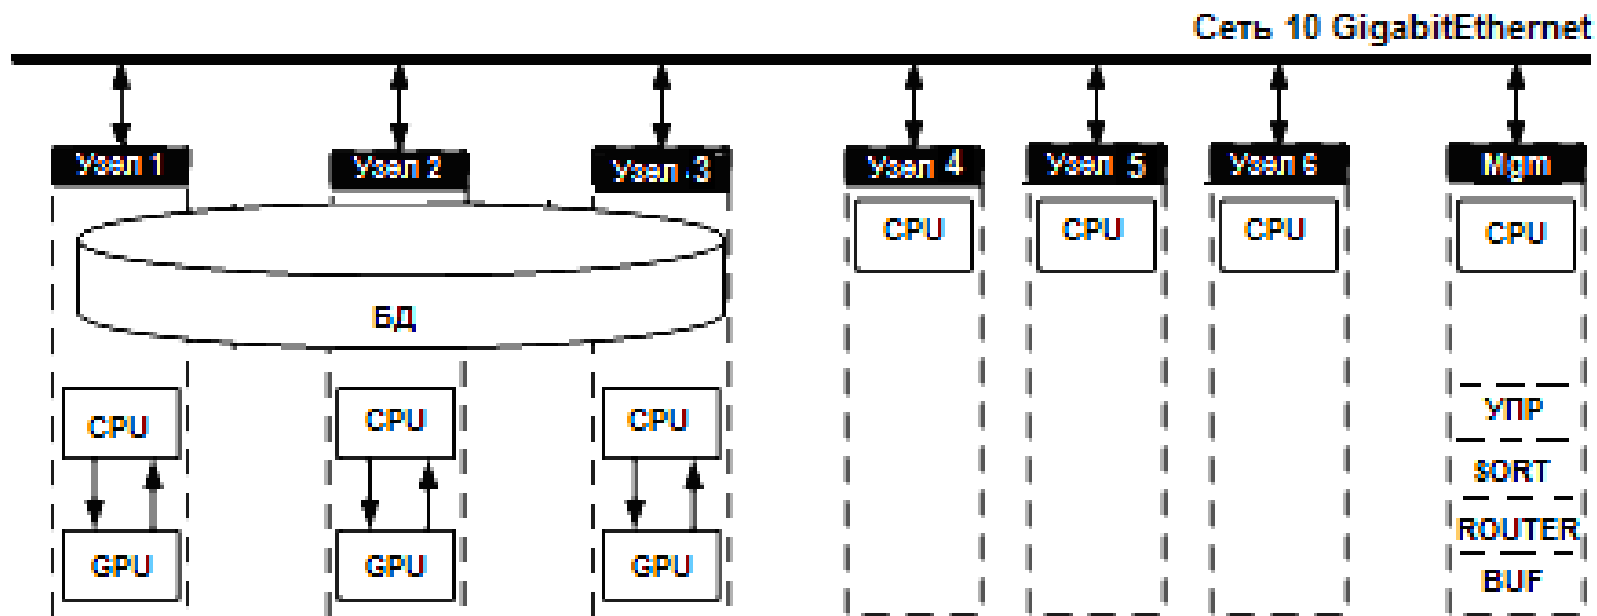 Сеть 10 GigabitEthernet
Узел 1
Узел 2
Узел 3
Узел 4
Узел 5
Узел 6
Mgm
CPU
CPU
CPU
CPU
БД
CPU
CPU
CPU
УПР
SORT
ROUTER
GPU
GPU
GPU
BUF